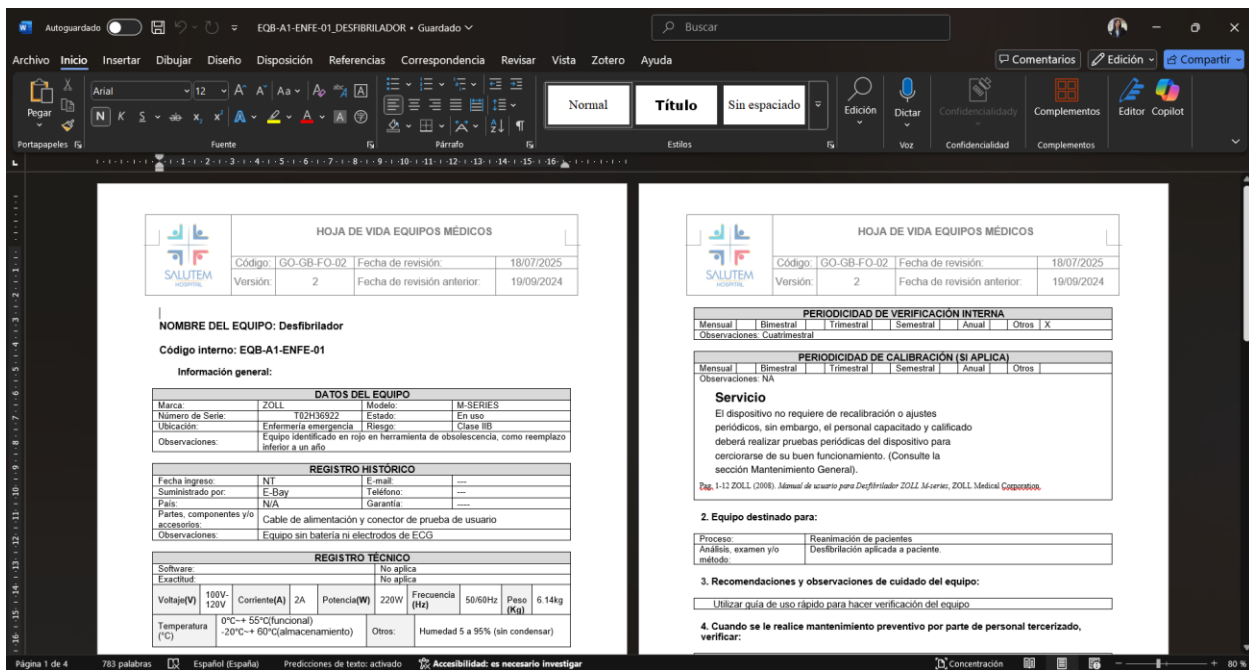 Autoguardado EQB-A1-ENFE-01_DESFIBRILADOR • Guardado Buscar
Archivo Inicio Insertar Dibujar Diseño Disposición Referencias Correspondencia Revisar Vista Zotero Ayuda Comentarios Edición Compartir
Pegar Arial 12 Normal Título Sin espaciado Edición Dictar Confidencialidady Complementos Editor Copilot
N K S ab x, x² A Aa
Portapapeles Fuente Párrafo Estilos Voz Confidencialidad Complementos
SALUTEM
HOSPITAL
HOJA DE VIDA EQUIPOS MÉDICOS
Código: GO-GB-FO-02 Fecha de revisión: 18/07/2025
Versión: 2 Fecha de revisión anterior: 19/09/2024
NOMBRE DEL EQUIPO: Desfibrilador
Código interno: EQB-A1-ENFE-01
Información general:
DATOS DEL EQUIPO
Marca: ZOLL Modelo: M-SERIES
Número de Serie: T02H36922 Estado: En uso
Ubicación: Enfermería emergencia Riesgo: Clase IIB
Observaciones: Equipo identificado en rojo en herramienta de obsolescencia, como reemplazo
inferior a un año
REGISTRO HISTÓRICO
Fecha ingreso: NT E-mail: ---
Suministrado por: E-Bay Teléfono: ---
País: N/A Garantía: ----
Partes, componentes y/o
accesorios: Cable de alimentación y conector de prueba de usuario
Observaciones: Equipo sin batería ni electrodos de ECG
REGISTRO TÉCNICO
Software: No aplica
Exactitud: No aplica
Voltaje(V) 100V-120V Corriente(A) 2A Potencia(W) 220W Frecuencia (Hz) 50/60Hz Peso (Kg) 6.14kg
Temperatura (°C) 0°C~+ 55°C(funcional)
-20°C~+ 60°C(almacenamiento) Otros: Humedad 5 a 95% (sin condensar)
SALUTEM
HOSPITAL
HOJA DE VIDA EQUIPOS MÉDICOS
Código: GO-GB-FO-02 Fecha de revisión: 18/07/2025
Versión: 2 Fecha de revisión anterior: 19/09/2024
PERIODICIDAD DE VERIFICACIÓN INTERNA
Mensual Bimestral Trimestral Semestral Anual Otros X
Observaciones: Cuatrimestral
PERIODICIDAD DE CALIBRACIÓN (SI APLICA)
Mensual Bimestral Trimestral Semestral Anual Otros
Observaciones: NA
Servicio
El dispositivo no requiere de recalibración o ajustes
periódicos, sin embargo, el personal capacitado y calificado
deberá realizar pruebas periódicas del dispositivo para
cerciorarse de su buen funcionamiento. (Consulte la
sección Mantenimiento General).
Pag. 1-12 ZOLL (2008). Manual de usuario para Desfibrilador ZOLL M-series, ZOLL Medical Corporation.
2. Equipo destinado para:
Proceso: Reanimación de pacientes
Análisis, examen y/o
método: Desfibrilación aplicada a paciente.
3. Recomendaciones y observaciones de cuidado del equipo:
Utilizar guía de uso rápido para hacer verificación del equipo
4. Cuando se le realice mantenimiento preventivo por parte de personal tercerizado,
verificar:
Página 1 de 4 783 palabras Español (España) Predicciones de texto: activado Accesibilidad: es necesario investigar Concentración 80 %